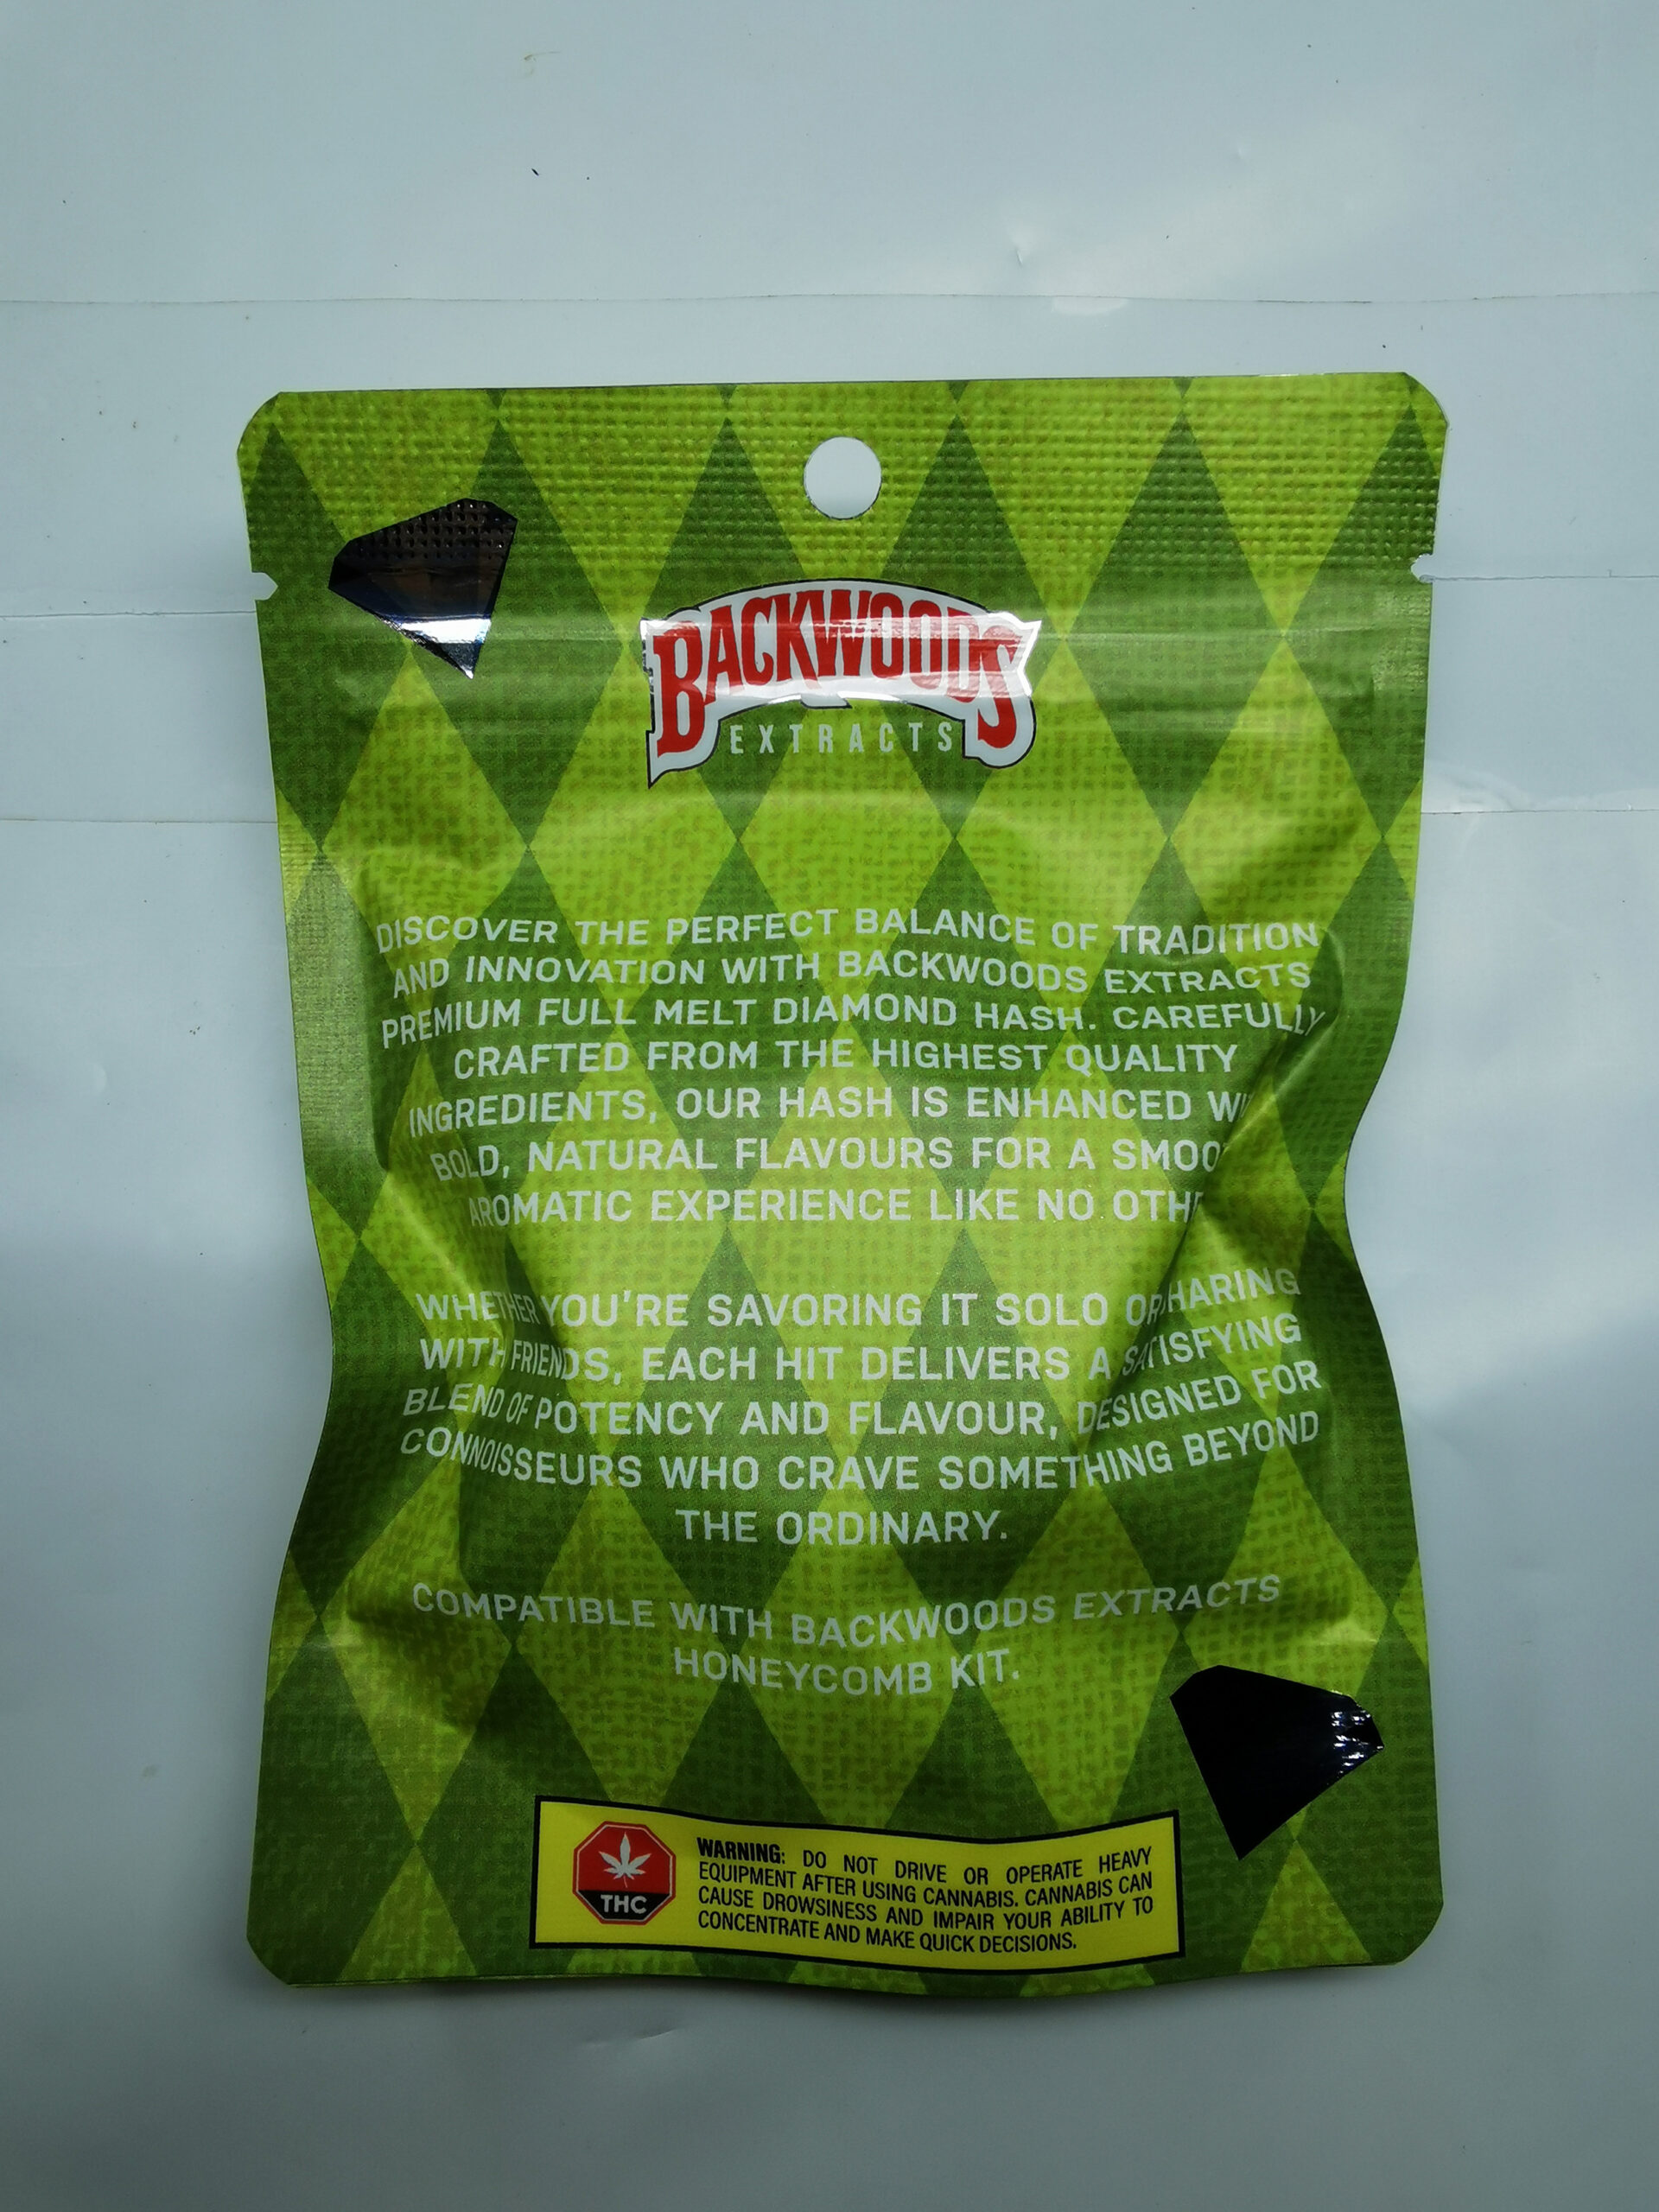 BACKWOODS
EXTRACTS
DISCOVER THE PERFECT BALANCE OF TRADITION
AND INNOVATION WITH BACKWOODS EXTRACTS
PREMIUM FULL MELT DIAMOND HASH. CAREFULLY
CRAFTED FROM THE HIGHEST QUALITY
INGREDIENTS, OUR HASH IS ENHANCED
BOLD, NATURAL FLAVOURS FOR A
AROMATIC EXPERIENCE LIKE NO
WHETHER YOU'RE SAVORING IT SOLO OR SHARING
WITH FRIENDS, EACH HIT DELIVERS A SATISFYING
BLEND OF POTENCY AND FLAVOUR, DESIGNED FOR
CONNOISSEURS WHO CRAVE SOMETHING BEYOND
THE ORDINARY.
COMPATIBLE WITH BACKWOODS EXTRACTS
HONEYCOMB KIT.
THC
WARNING: DO NOT DRIVE OR OPERATE HEAVY
EQUIPMENT AFTER USING CANNABIS. CANNABIS CAN
CAUSE DROWSINESS AND IMPAIR YOUR ABILITY TO
CONCENTRATE AND MAKE QUICK DECISIONS.